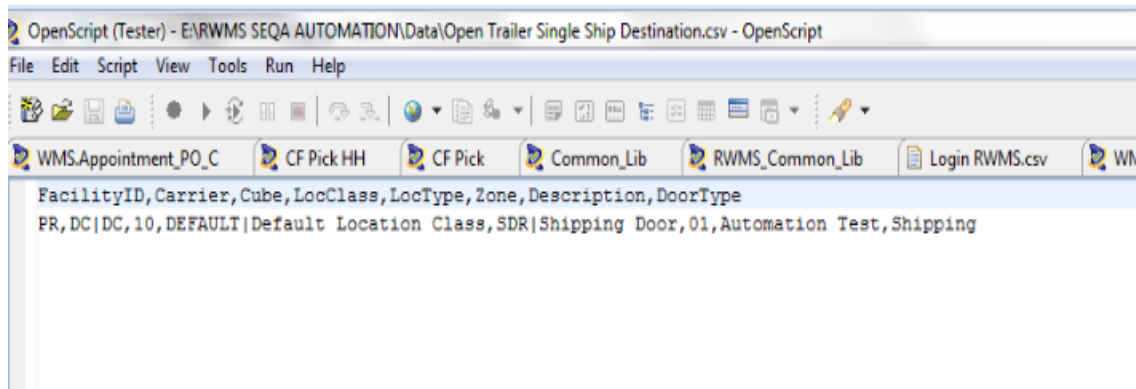 OpenScript (Tester) - E:\RWMS SEQA AUTOMATION\Data\Open Trailer Single Ship Destination.csv - OpenScript
File Edit Script View Tools Run Help
WMS.Appointment_PO_C CF Pick HH CF Pick Common_Lib RWMS_Common_Lib Login RWMS.csv WM
FacilityID,Carrier,Cube,LocClass,LocType,Zone,Description,DoorType
PR,DC|DC,10,DEFAULT|Default Location Class,SDR|Shipping Door,01,Automation Test,Shipping